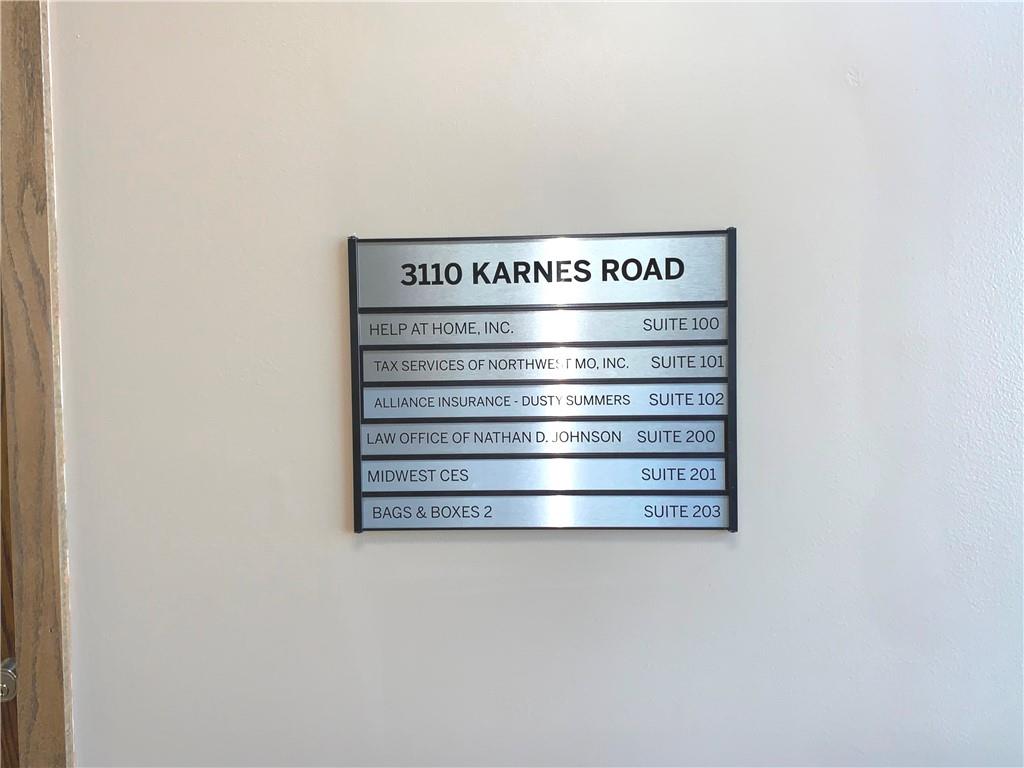 3110 KARNES ROAD
HELP AT HOME, INC. SUITE 100
TAX SERVICES OF NORTHWEST MO, INC. SUITE 101
ALLIANCE INSURANCE - DUSTY SUMMERS SUITE 102
LAW OFFICE OF NATHAN D. JOHNSON SUITE 200
MIDWEST CES SUITE 201
BAGS & BOXES 2 SUITE 203